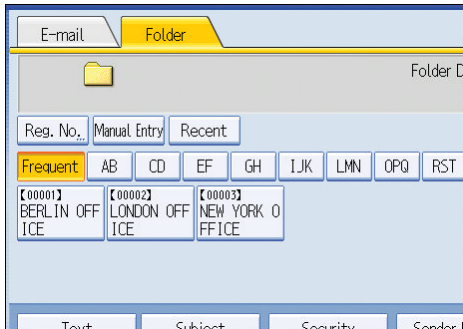 E-mail Folder
Folder D
Reg. No. Manual Entry Recent
Frequent AB CD EF GH IJK LMN OPQ RST
【00001】 【00002】 【00003】
BERLIN OFF LONDON OFF NEW YORK O
ICE ICE FFICE
Text Subject Security Sender